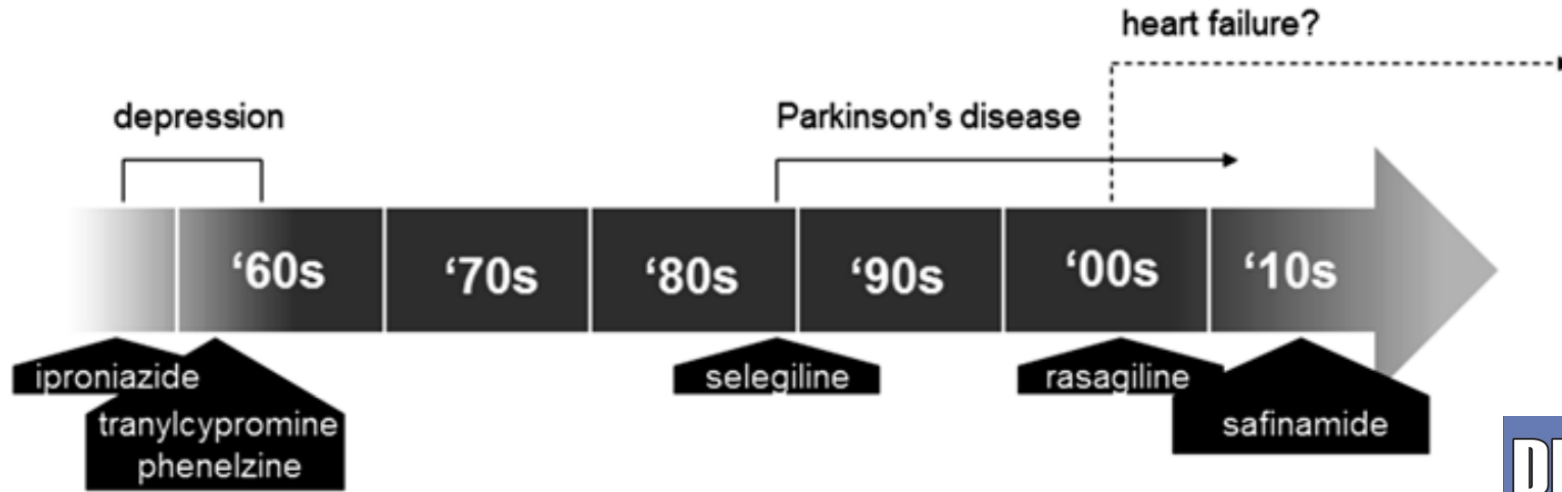 heart failure?
depression
Parkinson's disease
‘60s
‘70s
‘80s
‘90s
‘00s
‘10s
iproniazide
selegiline
rasagiline
tranylcypromine
phenelzine
safinamide